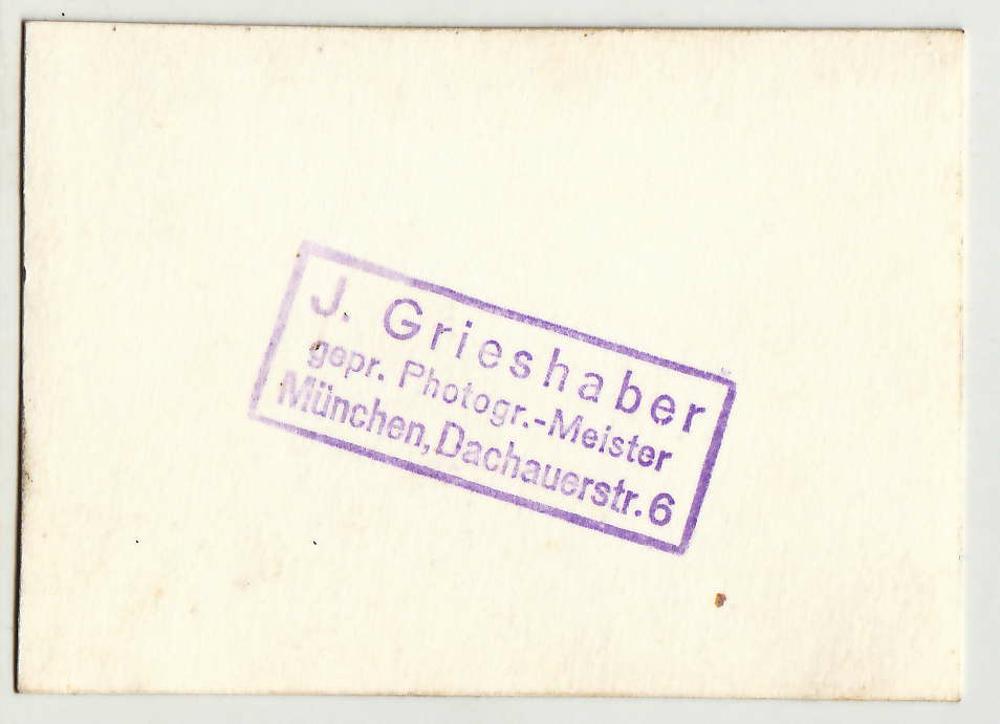 J. Grieshaber
gepr. Photogr.-Meister
München, Dachauerstr. 6